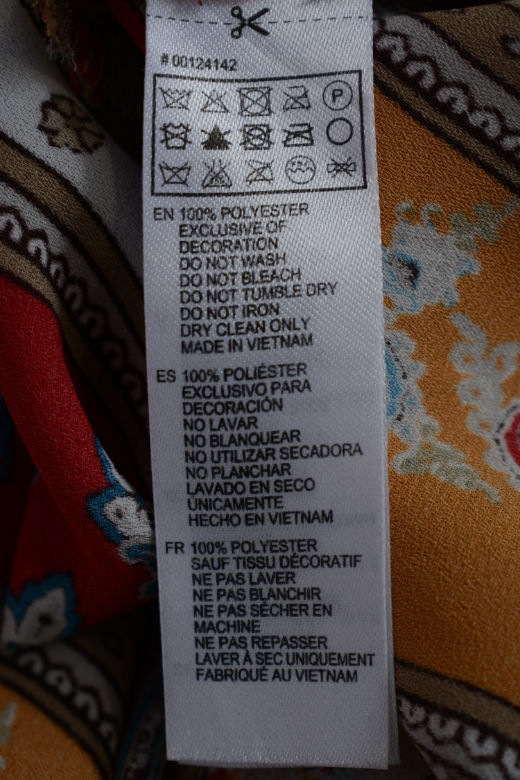 # 00124142
P
EN 100% POLYESTER
EXCLUSIVE OF
DECORATION
DO NOT WASH
DO NOT BLEACH
DO NOT TUMBLE DRY
DO NOT IRON
DRY CLEAN ONLY
MADE IN VIETNAM
ES 100% POLIÉSTER
EXCLUSIVO PARA
DECORACIÓN
NO LAVAR
NO BLANQUEAR
NO UTILIZAR SECADORA
NO PLANCHAR
LAVADO EN SECO
ÚNICAMENTE
HECHO EN VIETNAM
FR 100% POLYESTER
SAUF TISSU DÉCORATIF
NE PAS LAVER
NE PAS BLANCHIR
NE PAS SÉCHER EN
MACHINE
NE PAS REPASSER
LAVER À SEC UNIQUEMENT
FABRIQUÉ AU VIETNAM